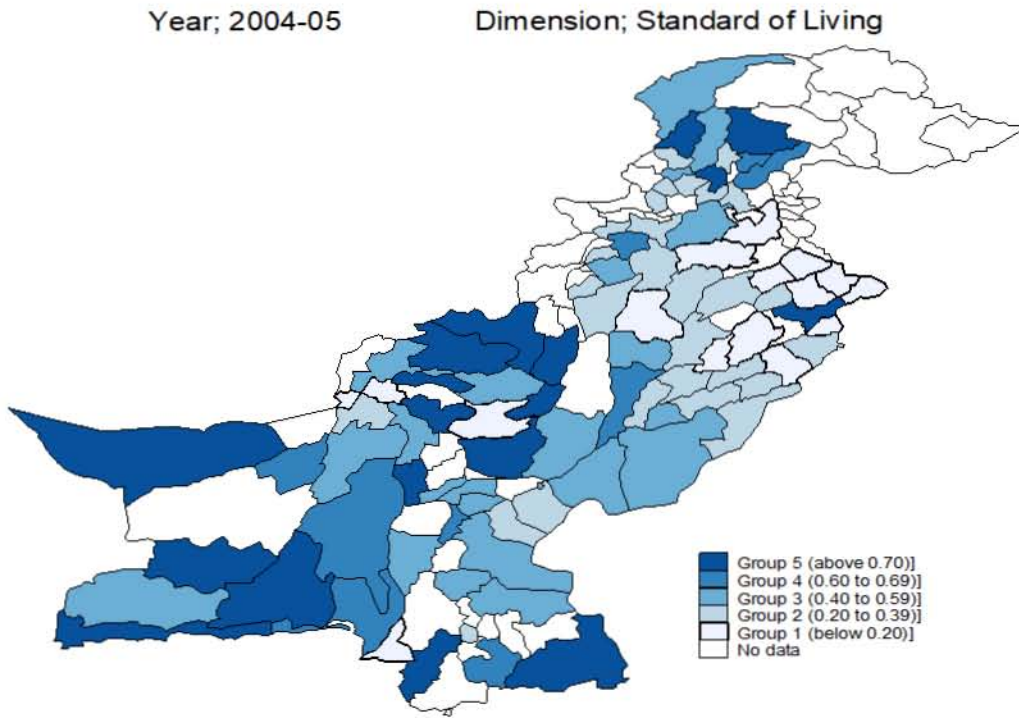 Year; 2004-05 Dimension; Standard of Living
Group 5 (above 0.70)]
Group 4 (0.60 to 0.69)]
Group 3 (0.40 to 0.59)]
Group 2 (0.20 to 0.39)]
Group 1 (below 0.20)]
No data